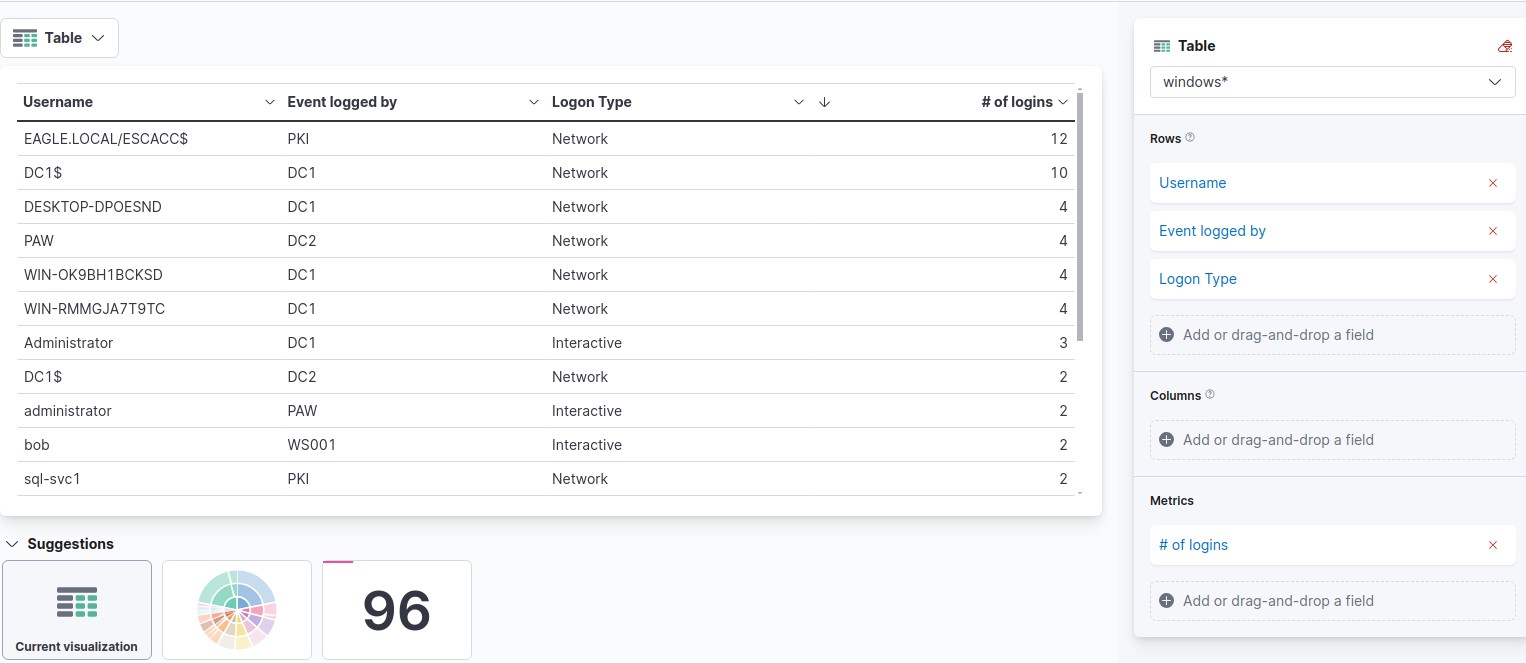 Table
Username Event logged by Logon Type # of logins
EAGLE.LOCAL/ESCACC$ PKI Network 12
DC1$ DC1 Network 10
DESKTOP-DPOESND DC1 Network 4
PAW DC2 Network 4
WIN-OK9BH1BCKSD DC1 Network 4
WIN-RMMGJA7T9TC DC1 Network 4
Administrator DC1 Interactive 3
DC1$ DC2 Network 2
administrator PAW Interactive 2
bob WS001 Interactive 2
sql-svc1 PKI Network 2
Suggestions
Current visualization
96
Table
windows*
Rows
Username
Event logged by
Logon Type
Add or drag-and-drop a field
Columns
Add or drag-and-drop a field
Metrics
# of logins
Add or drag-and-drop a field